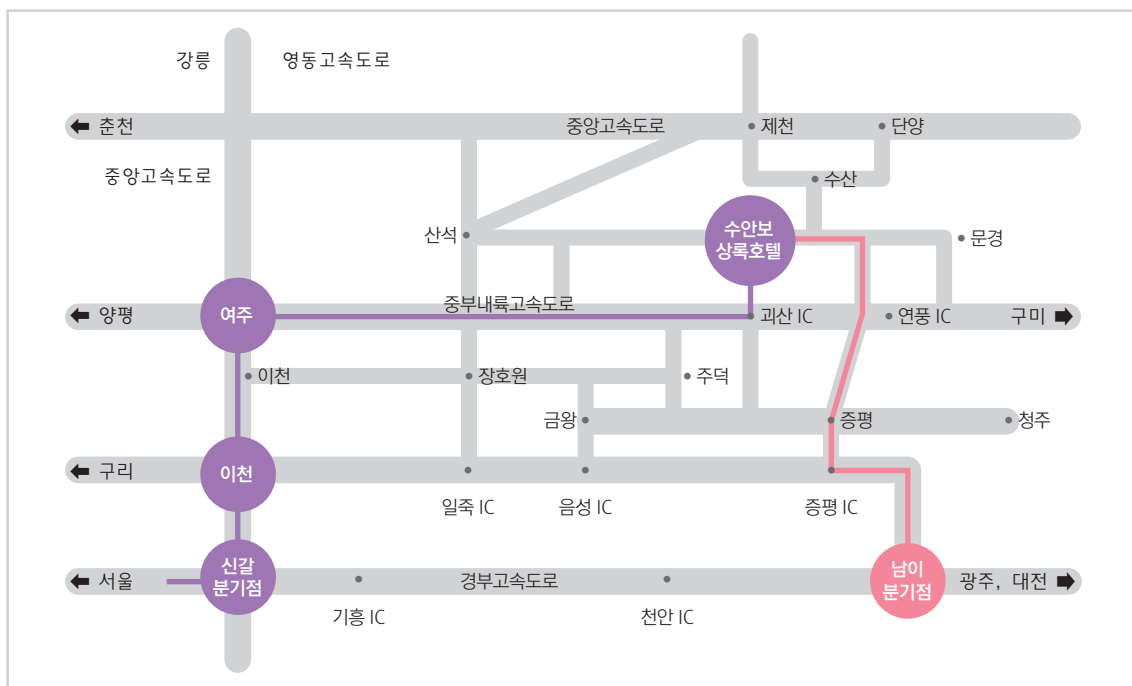 강릉 영동고속도로
춘천 중앙고속도로 제천 단양
중앙고속도로 수산
산석 수안보 문경
상록호텔
양평 여주 중부내륙고속도로 괴산 IC 연풍 IC 구미
이천 장호원 주덕
금왕 증평 청주
구리 이천
일죽 IC 음성 IC 증평 IC
서울 신갈 경부고속도로 남이 광주, 대전
분기점 분기점
기흥 IC 천안 IC